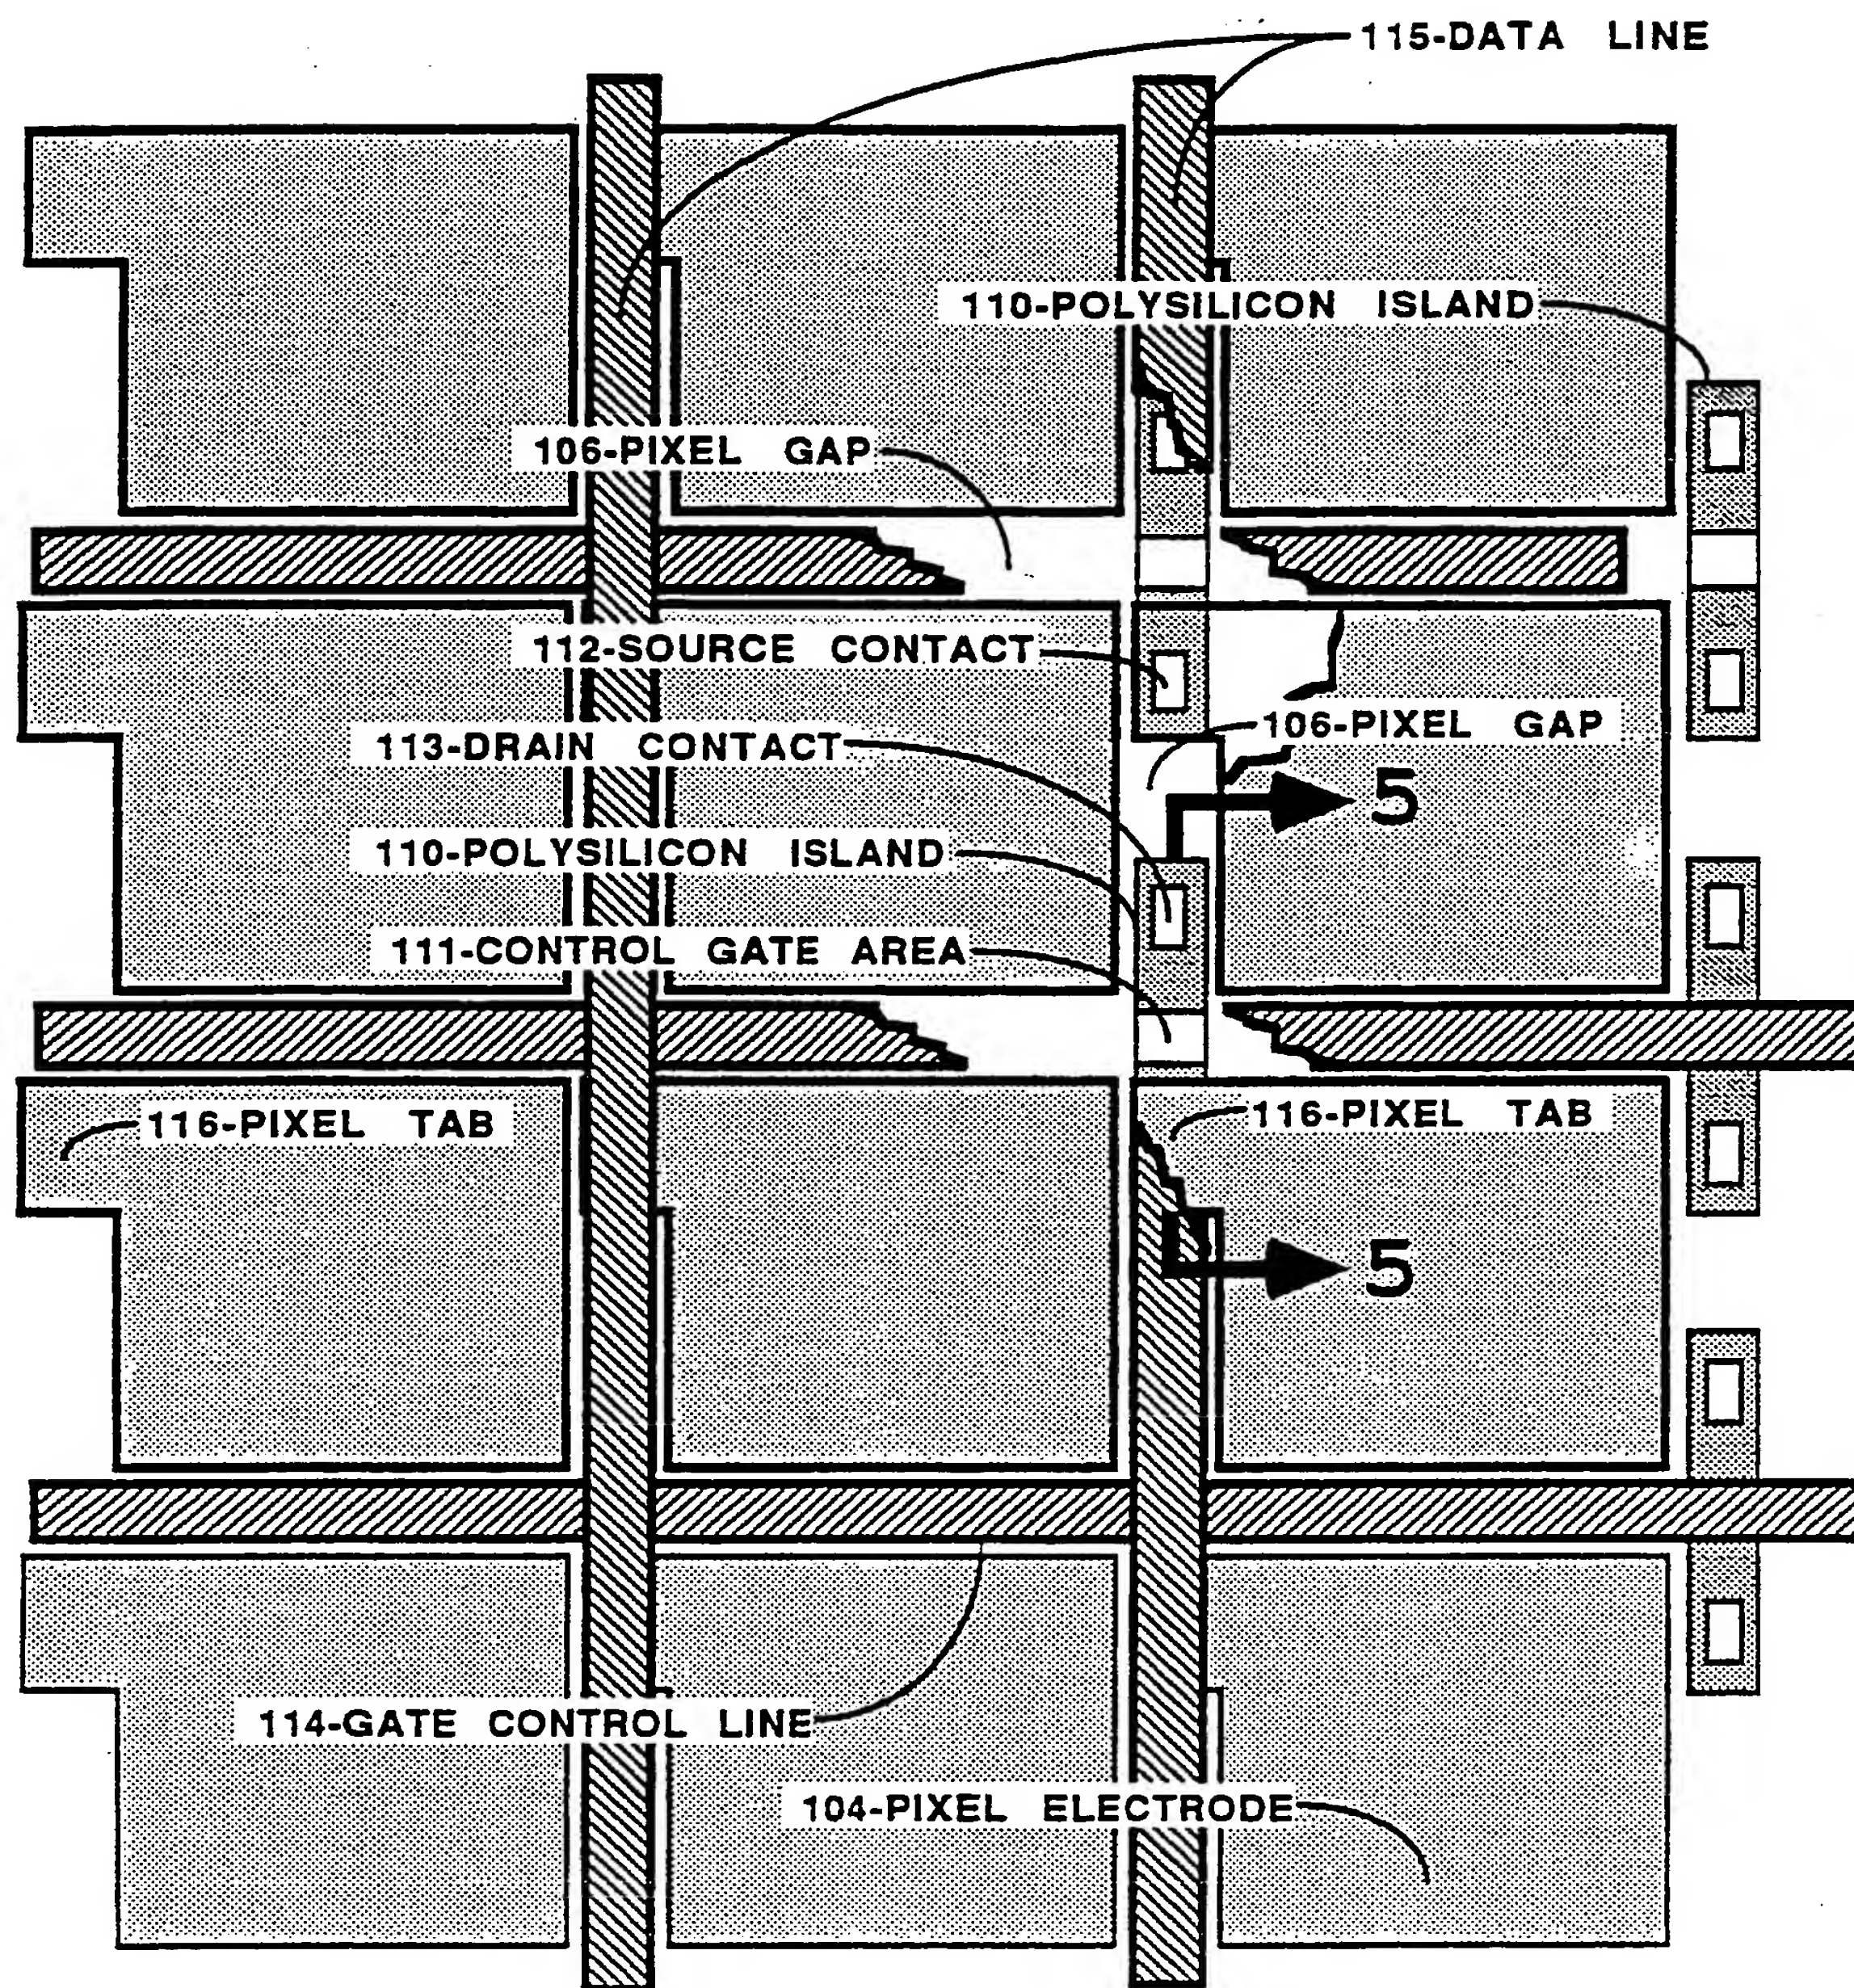 115-DATA LINE
110-POLYSILICON ISLAND
106-PIXEL GAP
112-SOURCE CONTACT
106-PIXEL GAP
113-DRAIN CONTACT
5
110-POLYSILICON ISLAND
111-CONTROL GATE AREA
116-PIXEL TAB
116-PIXEL TAB
5
114-GATE CONTROL LINE
104-PIXEL ELECTRODE